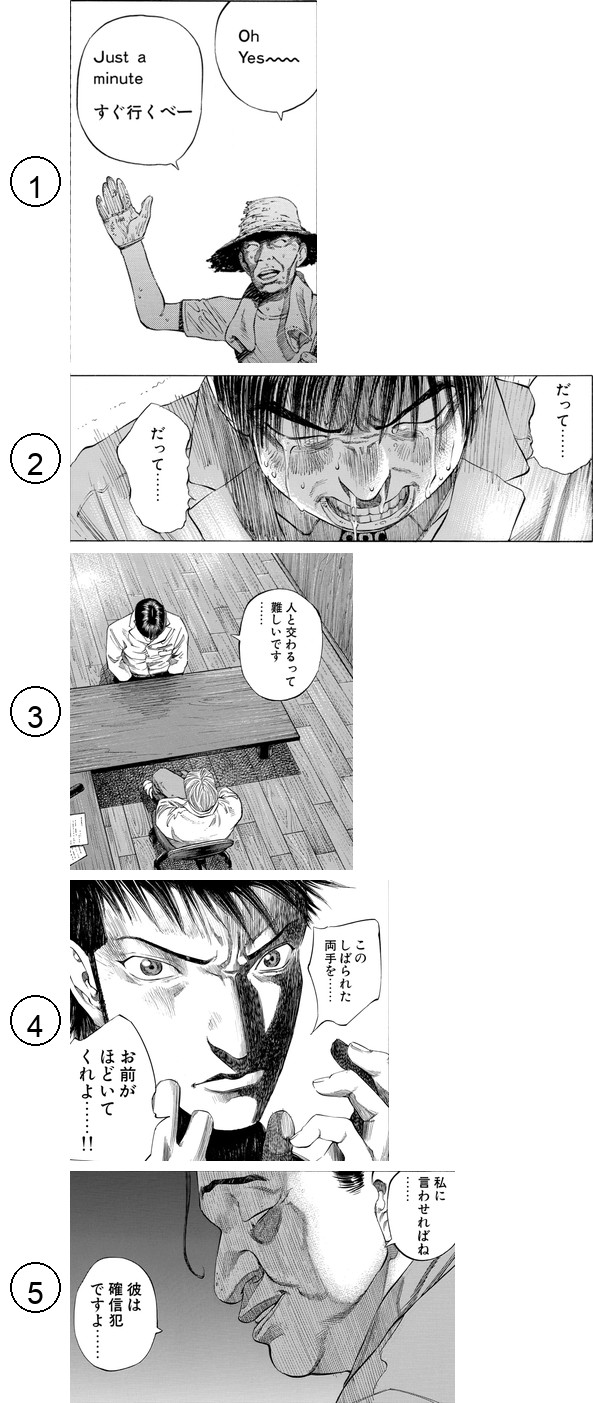 1
Oh
Yes~~~
Just a
minute
すぐ行くべー
2
だって……
だって……
3
人と交わるって
難しいです
……
4
この
しばられた
両手を……
お前が
ほどいて
くれよ……!!
5
私に
言わせればね
……
彼は
確信犯
ですよ……